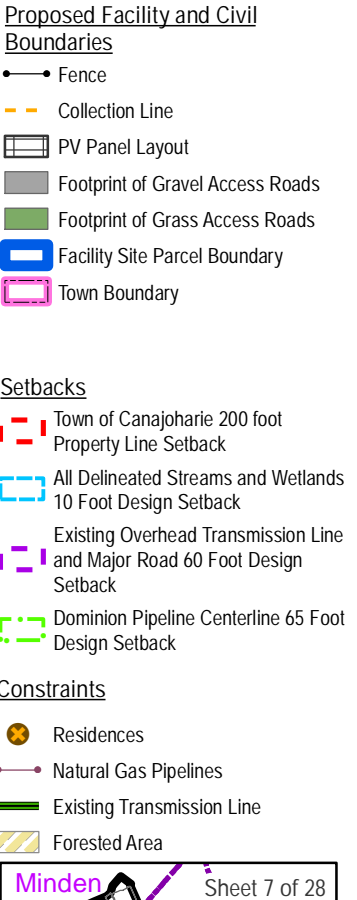 Proposed Facility and Civil
Boundaries
Fence
Collection Line
PV Panel Layout
Footprint of Gravel Access Roads
Footprint of Grass Access Roads
Facility Site Parcel Boundary
Town Boundary
Setbacks
Town of Canajoharie 200 foot
Property Line Setback
All Delineated Streams and Wetlands
10 Foot Design Setback
Existing Overhead Transmission Line
and Major Road 60 Foot Design
Setback
Dominion Pipeline Centerline 65 Foot
Design Setback
Constraints
Residences
Natural Gas Pipelines
Existing Transmission Line
Forested Area
Minden
Sheet 7 of 28